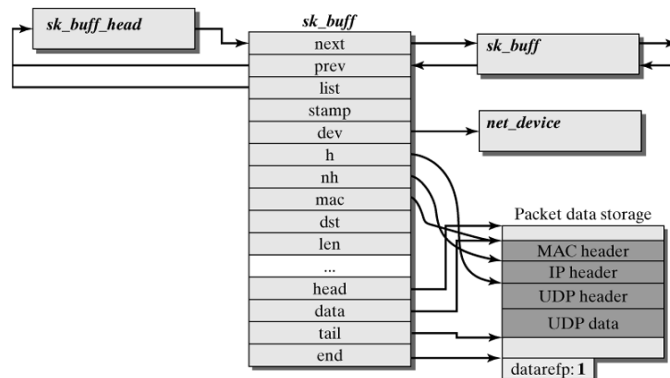 sk_buff_head
sk_buff
next
prev
list
stamp
dev
h
nh
mac
dst
len
...
head
data
tail
end
sk_buff
net_device
Packet data storage
MAC header
IP header
UDP header
UDP data
datarefp: 1